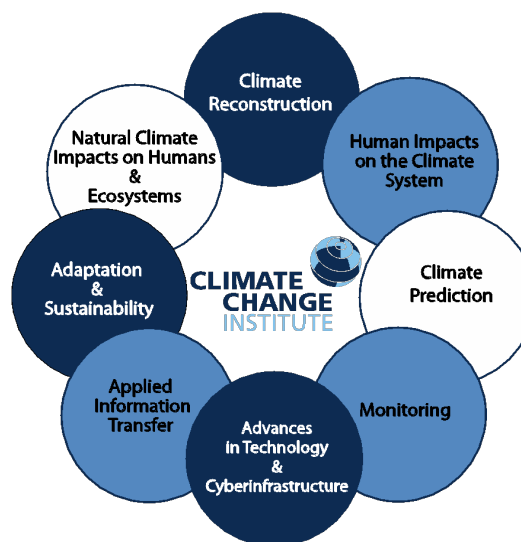 Climate
Reconstruction
Human Impacts
on the Climate
System
Climate
Prediction
Monitoring
Advances
in Technology
&
Cyberinfrastructure
Applied
Information
Transfer
Adaptation
&
Sustainability
Natural Climate
Impacts on Humans
&
Ecosystems
CLIMATE
CHANGE
INSTITUTE